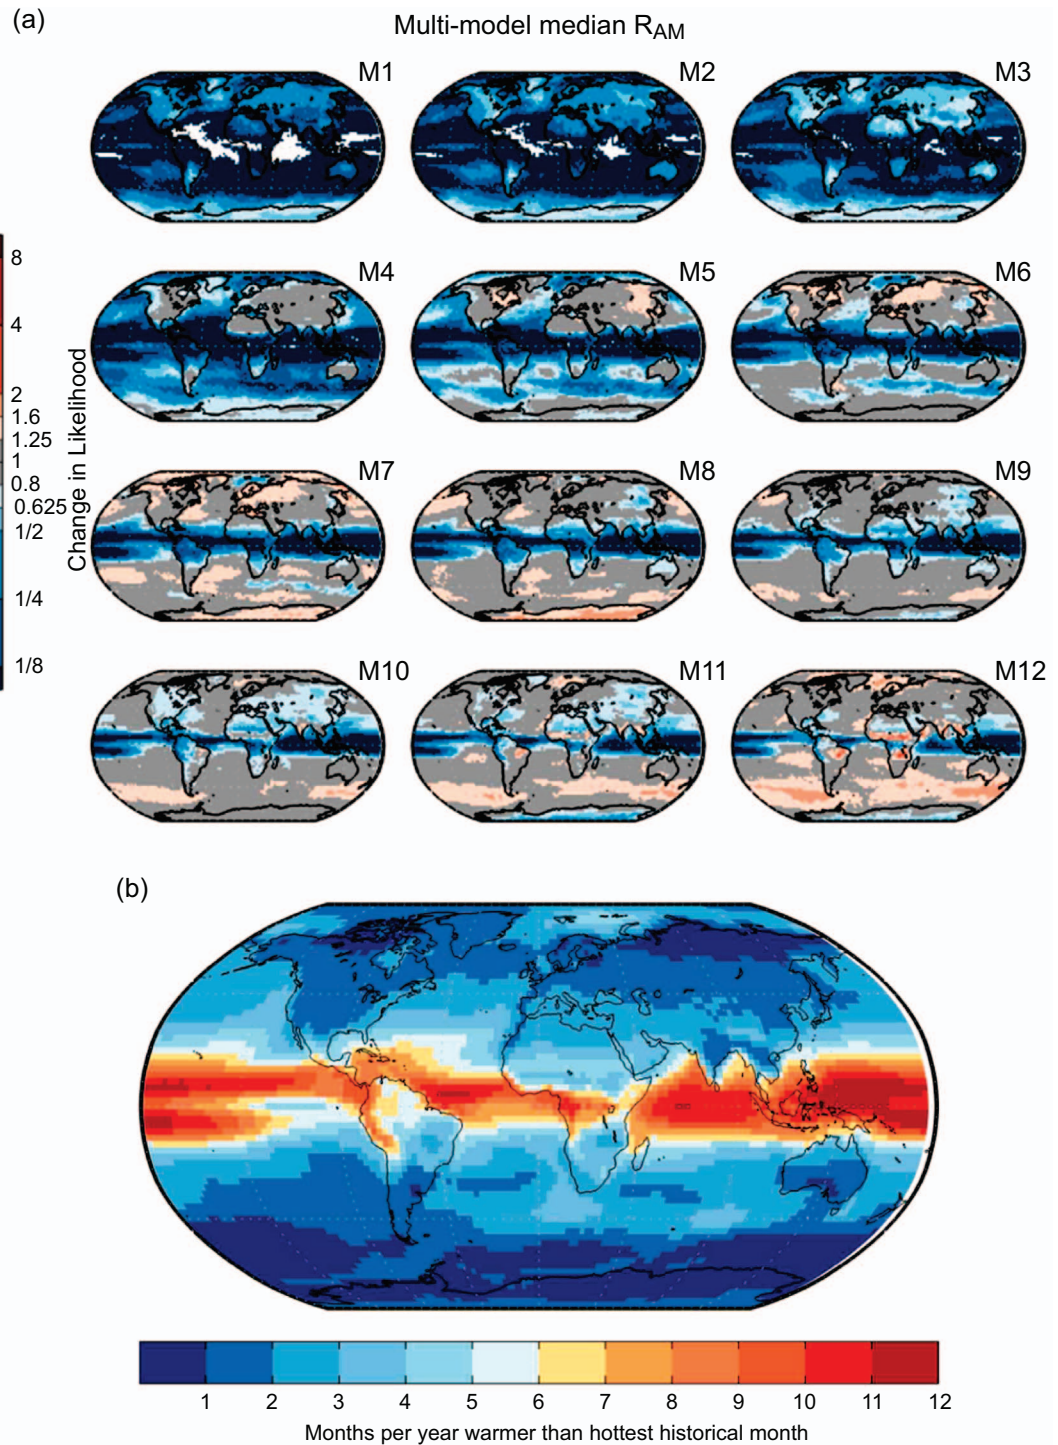 (a)
Multi-model median R_AM
M1
M2
M3
M4
M5
M6
M7
M8
M9
M10
M11
M12
8
4
2
1.6
1.25
1
0.8
0.625
1/2
1/4
1/8
Change in Likelihood
(b)
1 2 3 4 5 6 7 8 9 10 11 12
Months per year warmer than hottest historical month